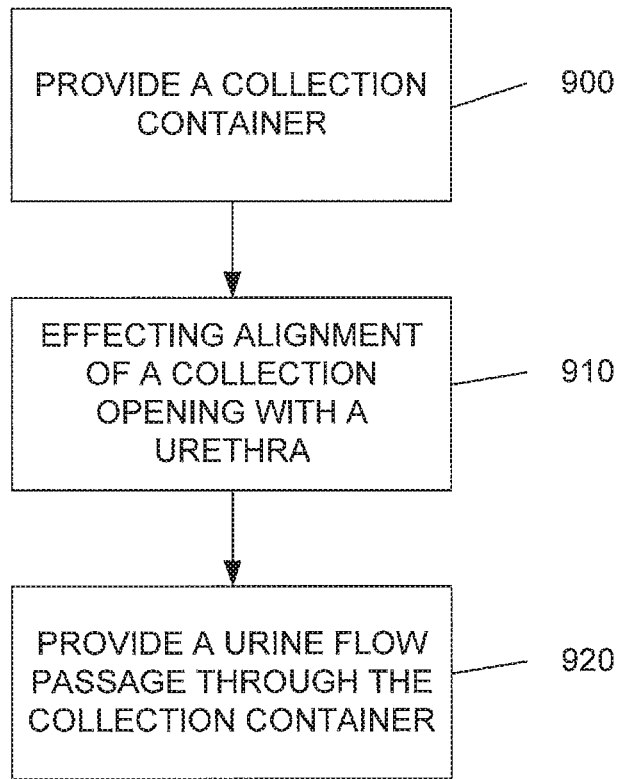 PROVIDE A COLLECTION
CONTAINER
900
EFFECTING ALIGNMENT
OF A COLLECTION
OPENING WITH A
URETHRA
910
PROVIDE A URINE FLOW
PASSAGE THROUGH THE
COLLECTION CONTAINER
920